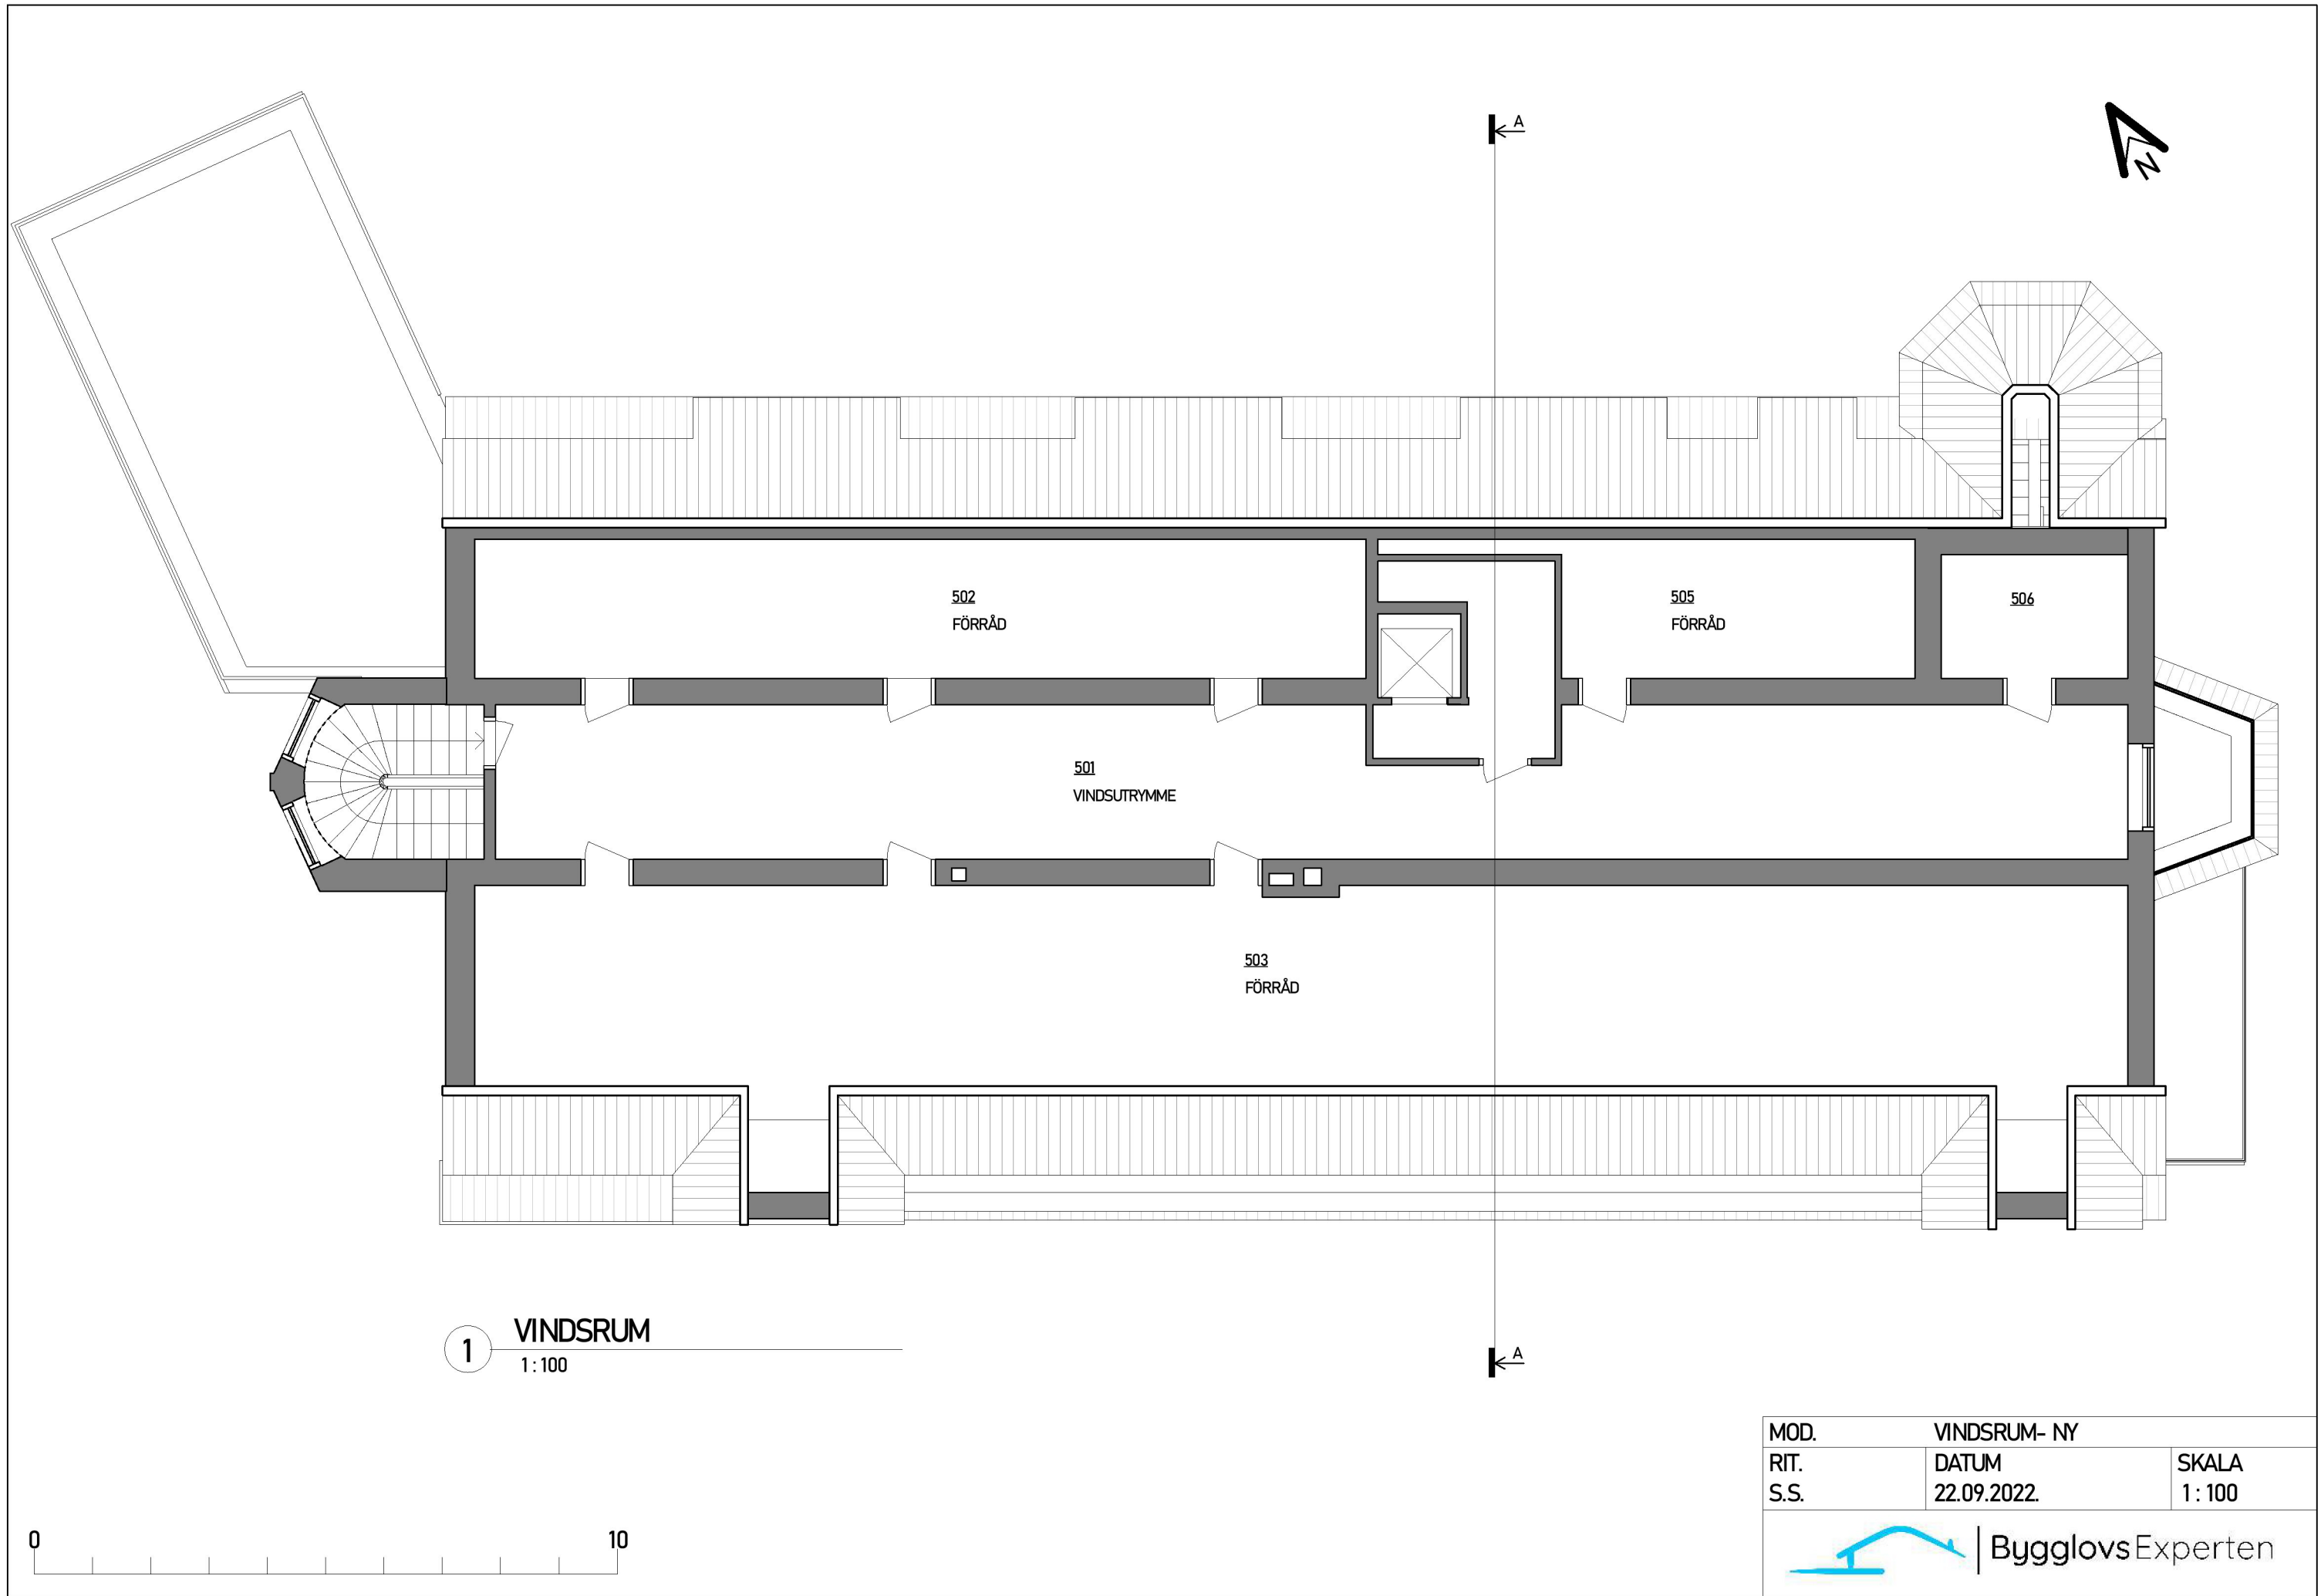 A
N
502
FÖRRÅD
505
FÖRRÅD
506
501
VINDSUTRYMME
503
FÖRRÅD
1 VINDSRUM
1 : 100
A
MOD. VINDSRUM- NY
RIT. DATUM SKALA
S.S. 22.09.2022. 1 : 100
0 10
BygglovsExperten